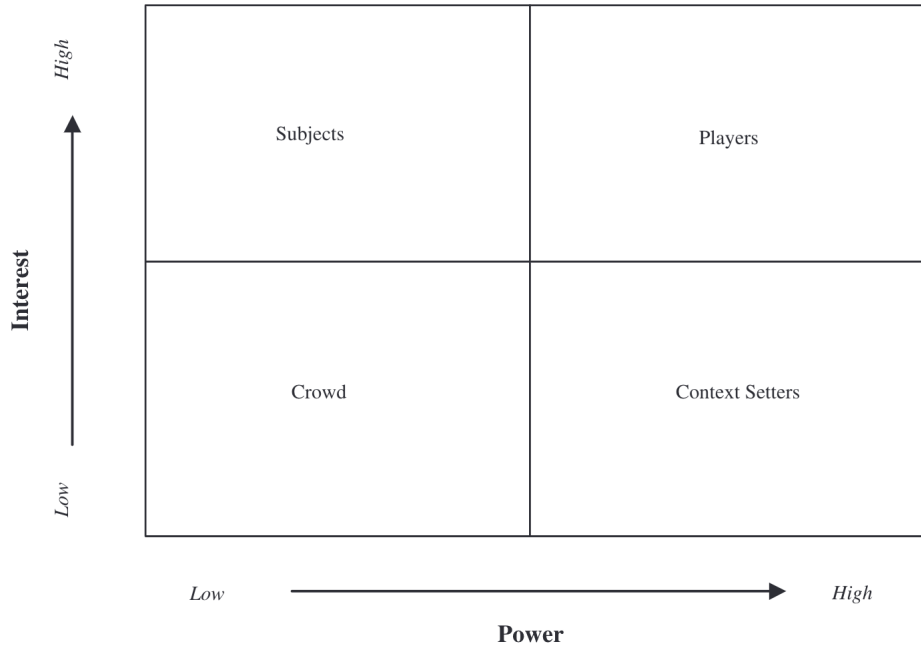 High
Subjects
Players
Interest
Crowd
Context Setters
Low
Low
High
Power